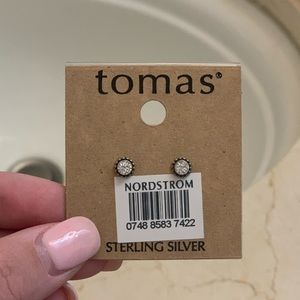 tomas®
NORDSTROM
0748 8583 7422
STERLING SILVER